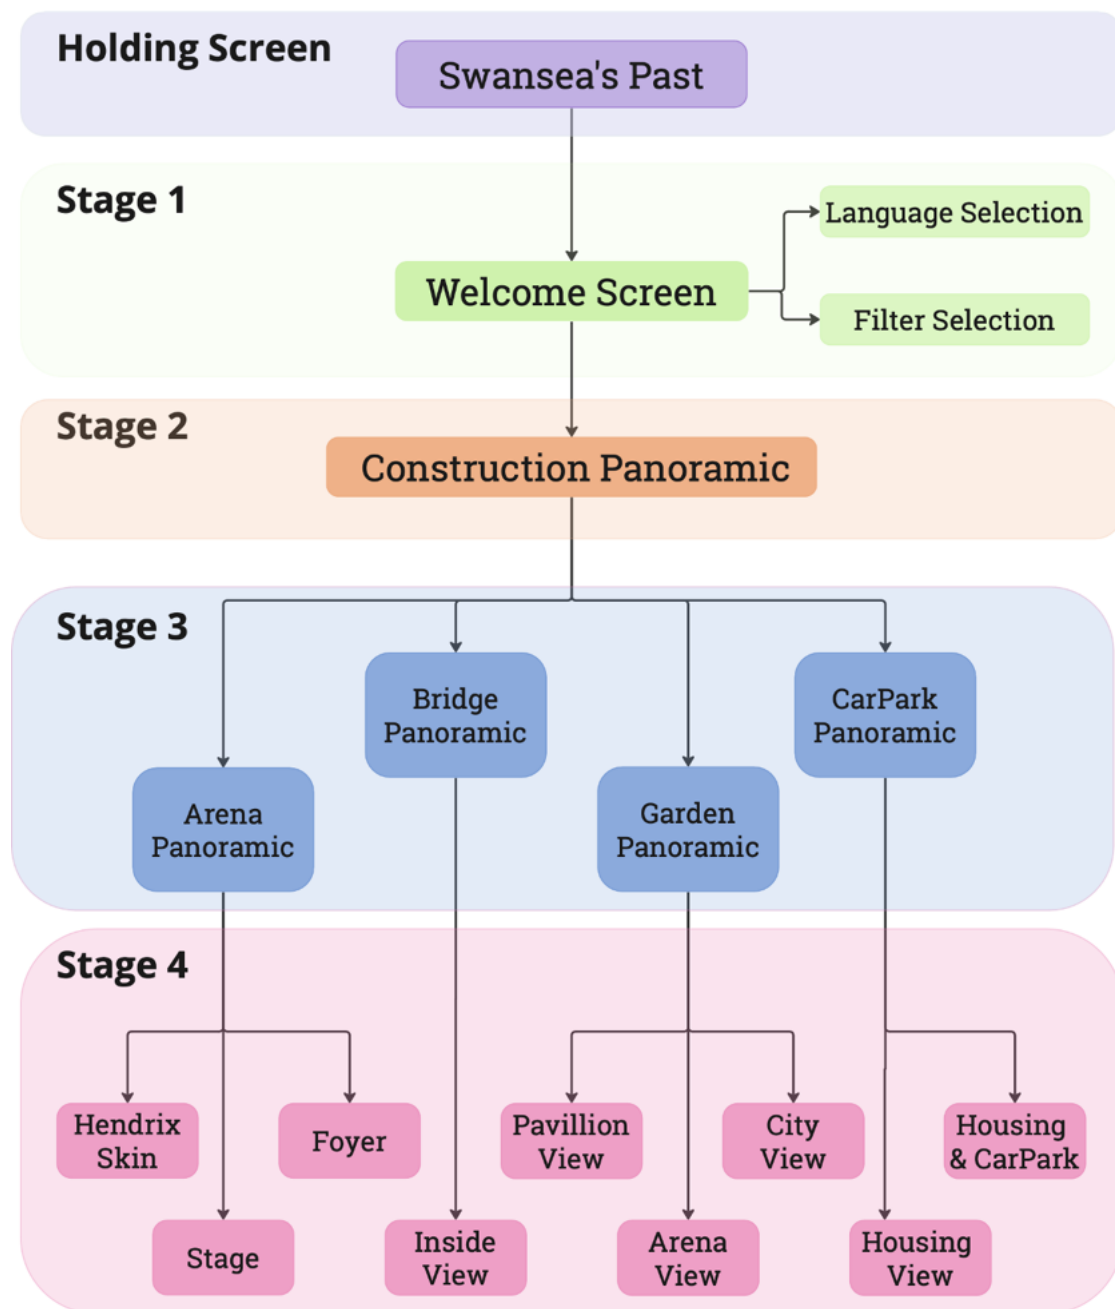 Holding Screen
Swansea's Past
Stage 1
Language Selection
Welcome Screen
Filter Selection
Stage 2
Construction Panoramic
Stage 3
Bridge
Panoramic
CarPark
Panoramic
Arena
Panoramic
Garden
Panoramic
Stage 4
Hendrix
Skin
Foyer
Pavillion
View
City
View
Housing
& CarPark
Stage
Inside
View
Arena
View
Housing
View